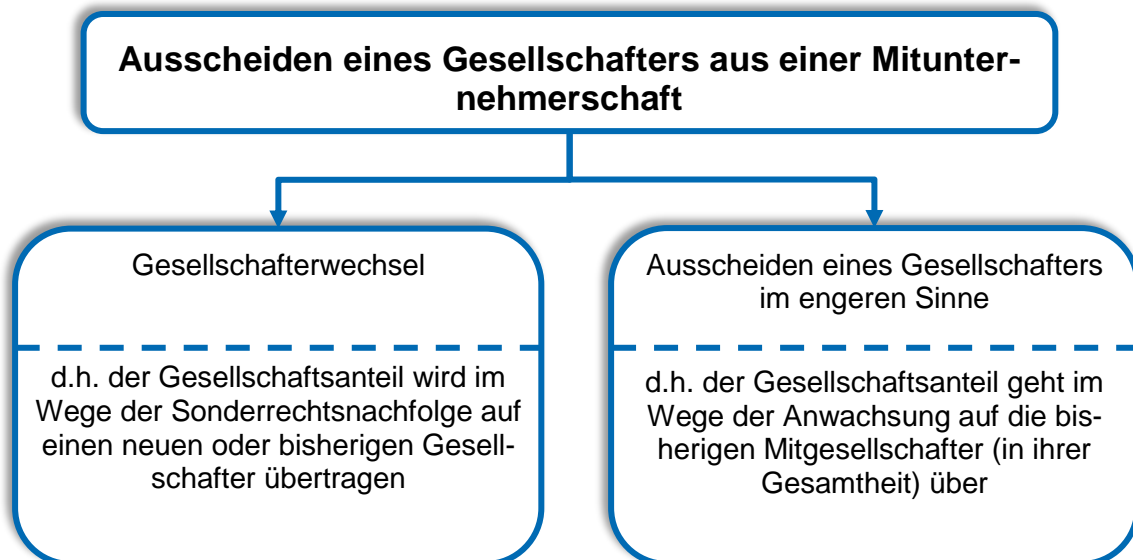 Ausscheiden eines Gesellschafters aus einer Mitunter-
nehmerschaft
Gesellschafterwechsel
d.h. der Gesellschaftsanteil wird im
Wege der Sonderrechtsnachfolge auf
einen neuen oder bisherigen Gesell-
schafter übertragen
Ausscheiden eines Gesellschafters
im engeren Sinne
d.h. der Gesellschaftsanteil geht im
Wege der Anwachsung auf die bis-
herigen Mitgesellschafter (in ihrer
Gesamtheit) über